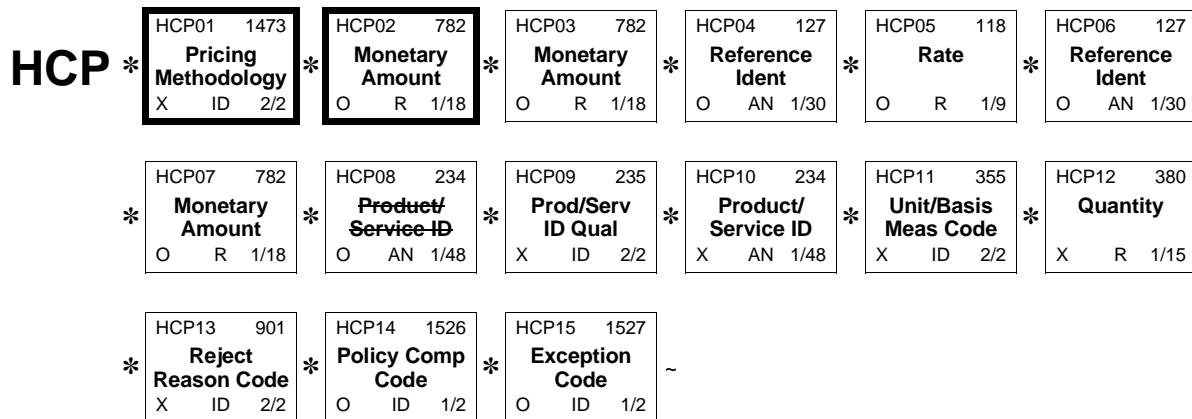 HCP01 1473 HCP02 782 HCP03 782 HCP04 127 HCP05 118 HCP06 127
HCP * Pricing * Monetary * Monetary * Reference * Rate * Reference
Methodology Amount Amount Ident Ident
X ID 2/2 O R 1/18 O R 1/18 O AN 1/30 O R 1/9 O AN 1/30
HCP07 782 HCP08 234 HCP09 235 HCP10 234 HCP11 355 HCP12 380
* Monetary * Product/ * Prod/Serv * Product/ * Unit/Basis * Quantity
Amount Service ID ID Qual Service ID Meas Code
O R 1/18 O AN 1/48 X ID 2/2 X AN 1/48 X ID 2/2 X R 1/15
HCP13 901 HCP14 1526 HCP15 1527
* Reject * Policy Comp * Exception ~
Reason Code Code Code
X ID 2/2 O ID 1/2 O ID 1/2